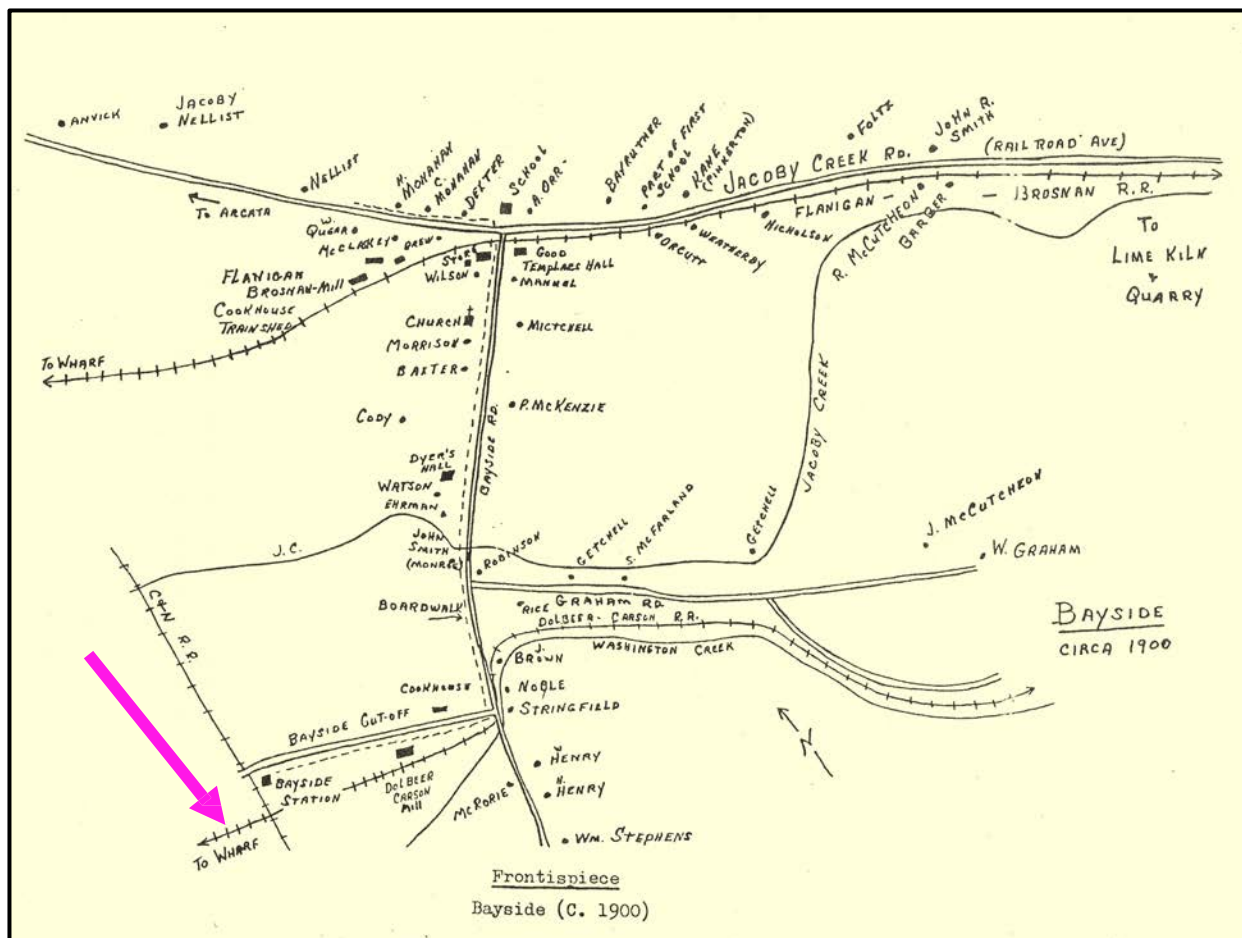 ANVICK
JACOBY
NELLIST
NELLIST
TO ARCATA
H.
MONAHAN
C.
MONAHAN
DEXTER
SCHOOL
A. ORR
BAYRUTHER
PART OF FIRST
SCHOOL
KANE
(PINKERTON)
JACOBY CREEK RD.
FOLTZ
JOHN R.
SMITH
(RAIL ROAD AVE)
FLANIGAN - BROSNAN R.R.
W.
QUGAR
MCCLASKEY
DREW
STORE
WILSON
GOOD
TEMPLARS HALL
MANUEL
ORCUTT
WEATHERBY
NICHOLSON
R. MCCUTCHEON
BARBER
TO
LIME KILN
&
QUARRY
FLANIGAN
BROSNAN-MILL
COOKHOUSE
TRAINSHED
TO WHARF
CHURCH
MORRISON
BAXTER
MICTCHELL
CODY
P. MCKENZIE
BAYSIDE RD.
JACOBY CREEK
DYER'S
HALL
WATSON
EHRMAN
J.C.
JOHN
SMITH
(MONROE)
ROBINSON
GETCHELL
S. MCFARLAND
GETCHELL
J. MCCUTCHEON
W. GRAHAM
BOARDWALK
RICE
GRAHAM RD.
DOLBEER-CARSON R.R.
WASHINGTON CREEK
BAYSIDE
CIRCA 1900
J.
BROWN
NOBLE
STRINGFIELD
COOKHOUSE
BAYSIDE CUT-OFF
BAYSIDE
STATION
DOLBEER
CARSON
MILL
TO WHARF
W
HENRY
N.
HENRY
MCRORIE
WM. STEPHENS
N
Frontispiece
Bayside (C. 1900)